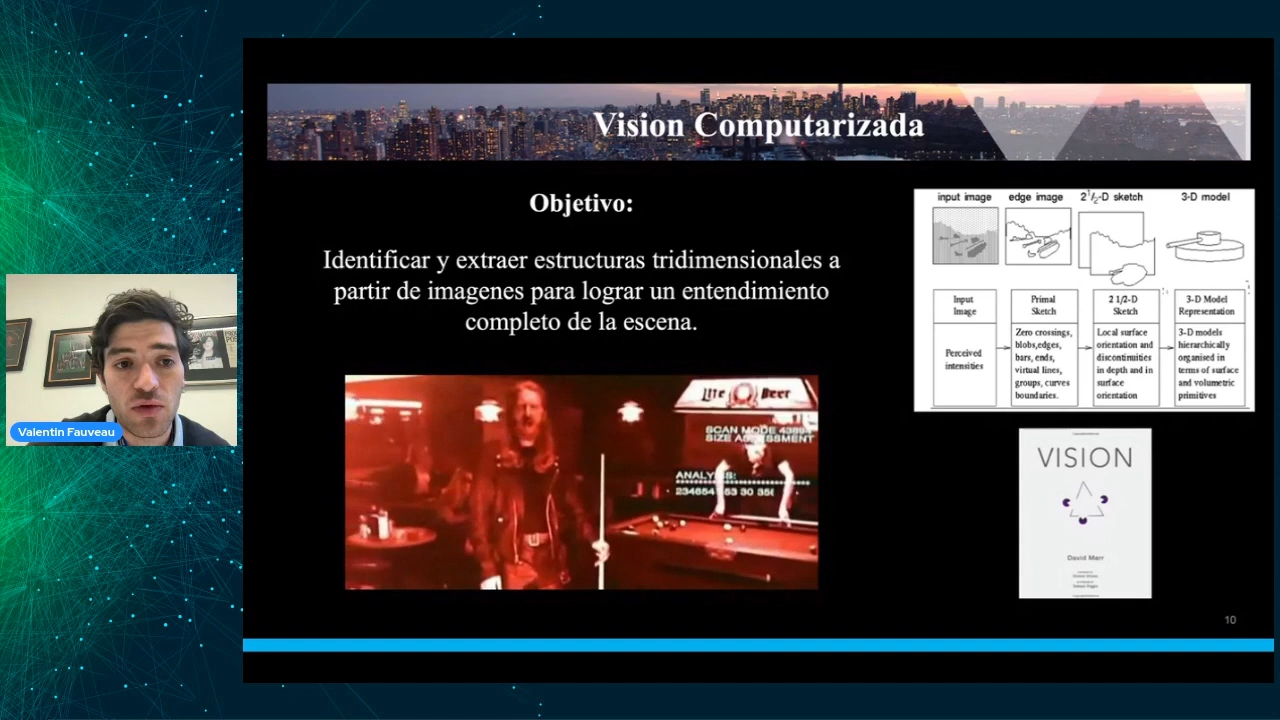 Vision Computarizada
Objetivo:
Identificar y extraer estructuras tridimensionales a
partir de imagenes para lograr un entendimiento
completo de la escena.
input image
edge image
2 1/2-D sketch
3-D model
Input
Image
Perceived
intensities
Primal
Sketch
Zero crossings,
blobs,edges,
bars, ends,
virtual lines,
groups, curves
boundaries.
2 1/2-D
Sketch
Local surface
orientation and
discontinuities
in depth and in
surface
orientation
3-D Model
Representation
3-D models
hierarchically
organised in
terms of surface
and volumetric
primitives
Lite Beer
SCAN MODE 43894
SIZE ASSESSMENT
234654 53 30
VISION
David Marr
Valentin Fauveau
10